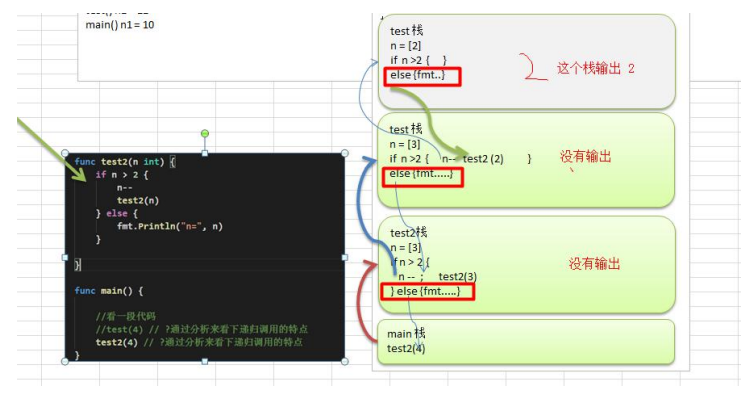 main() n1 = 10
func test2(n int) {
if n > 2 {
n--
test2(n)
} else {
fmt.Println("n=", n)
}
}
func main() {
//看一段代码
//test(4) // ?通过分析来看下递归调用的特点
test2(4) // ?通过分析来看下递归调用的特点
}
test 栈
n = [2]
if n >2 { }
else {fmt..}
2 这个栈输出 2
test 栈
n = [3]
if n >2 { n-- test2 (2) }
else {fmt.....}
没有输出
test2栈
n = [3]
if n > 2 {
n -- ; test2(3)
} else {fmt.....}
没有输出
main 栈
test2(4)